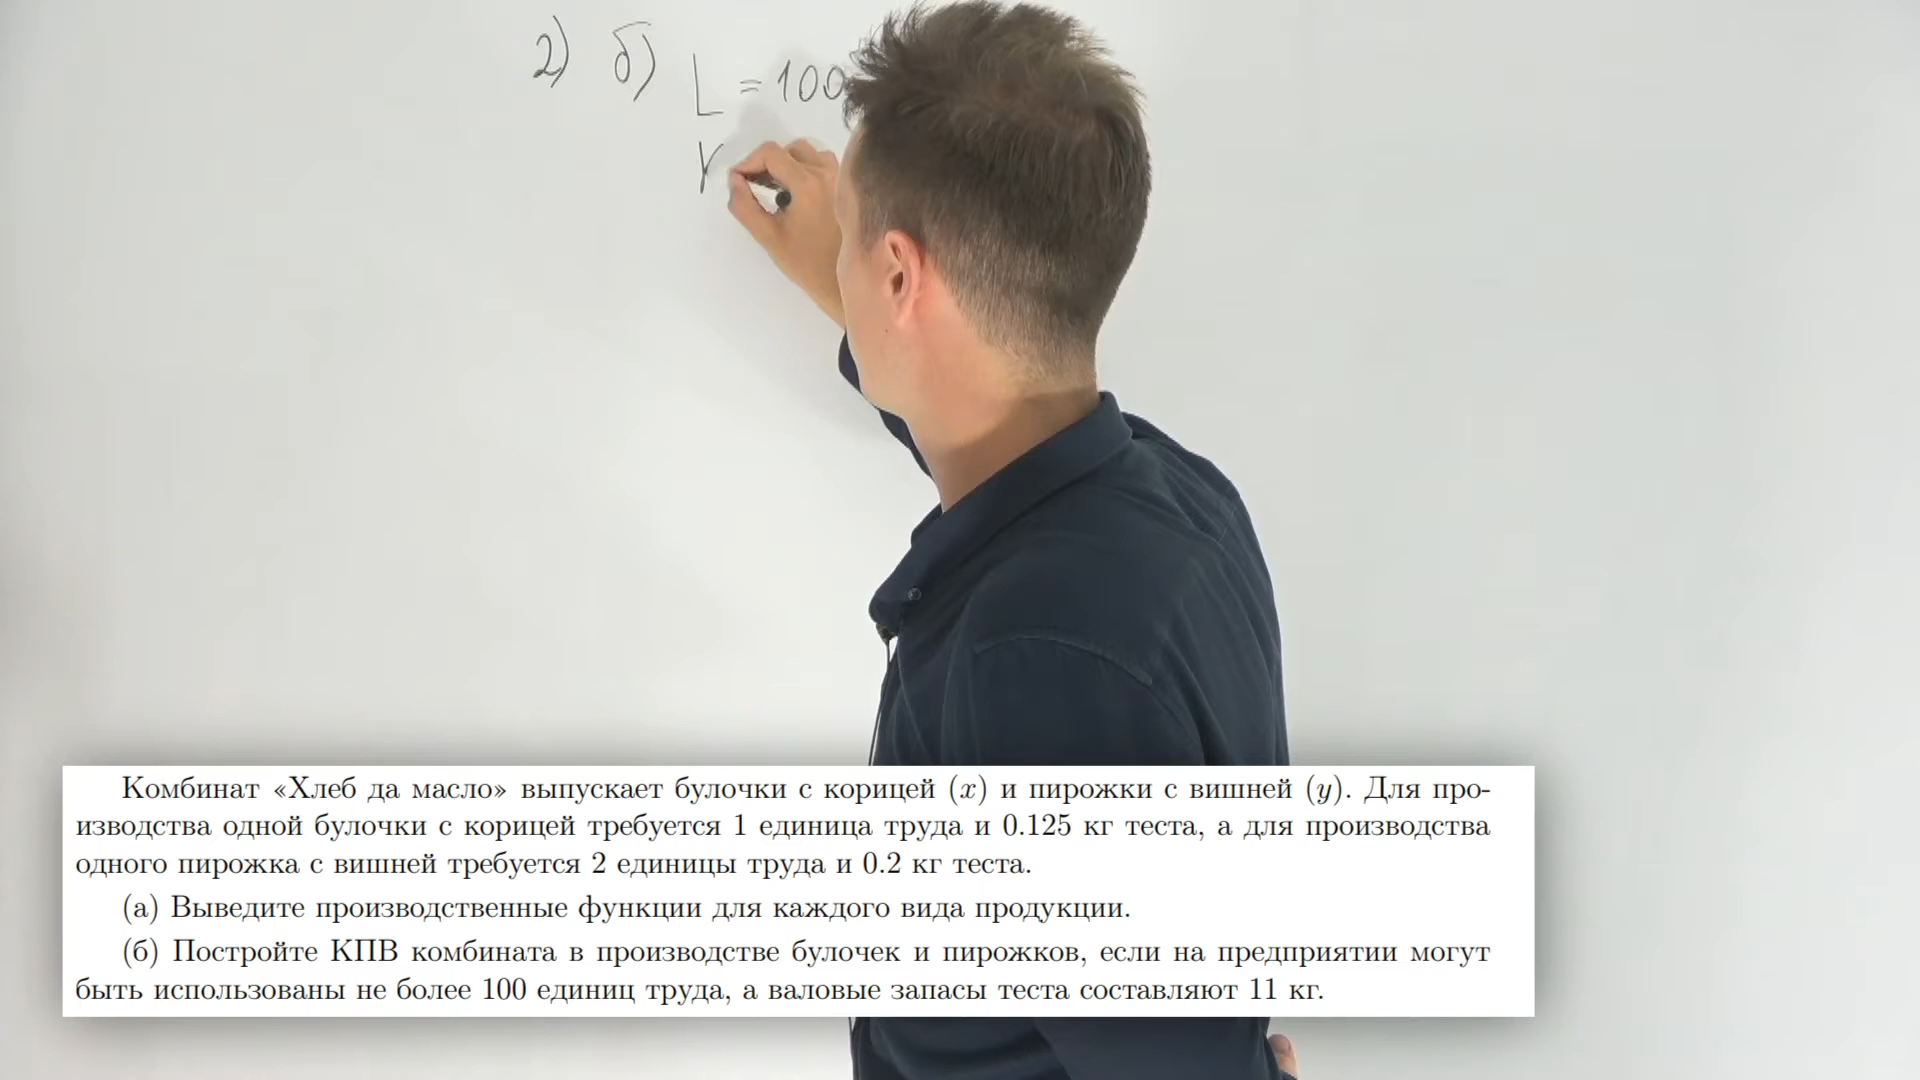 2) б) L = 100
Комбинат «Хлеб да масло» выпускает булочки с корицей (x) и пирожки с вишней (y). Для про-
изводства одной булочки с корицей требуется 1 единица труда и 0.125 кг теста, а для производства
одного пирожка с вишней требуется 2 единицы труда и 0.2 кг теста.
(а) Выведите производственные функции для каждого вида продукции.
(б) Постройте КПВ комбината в производстве булочек и пирожков, если на предприятии могут
быть использованы не более 100 единиц труда, а валовые запасы теста составляют 11 кг.